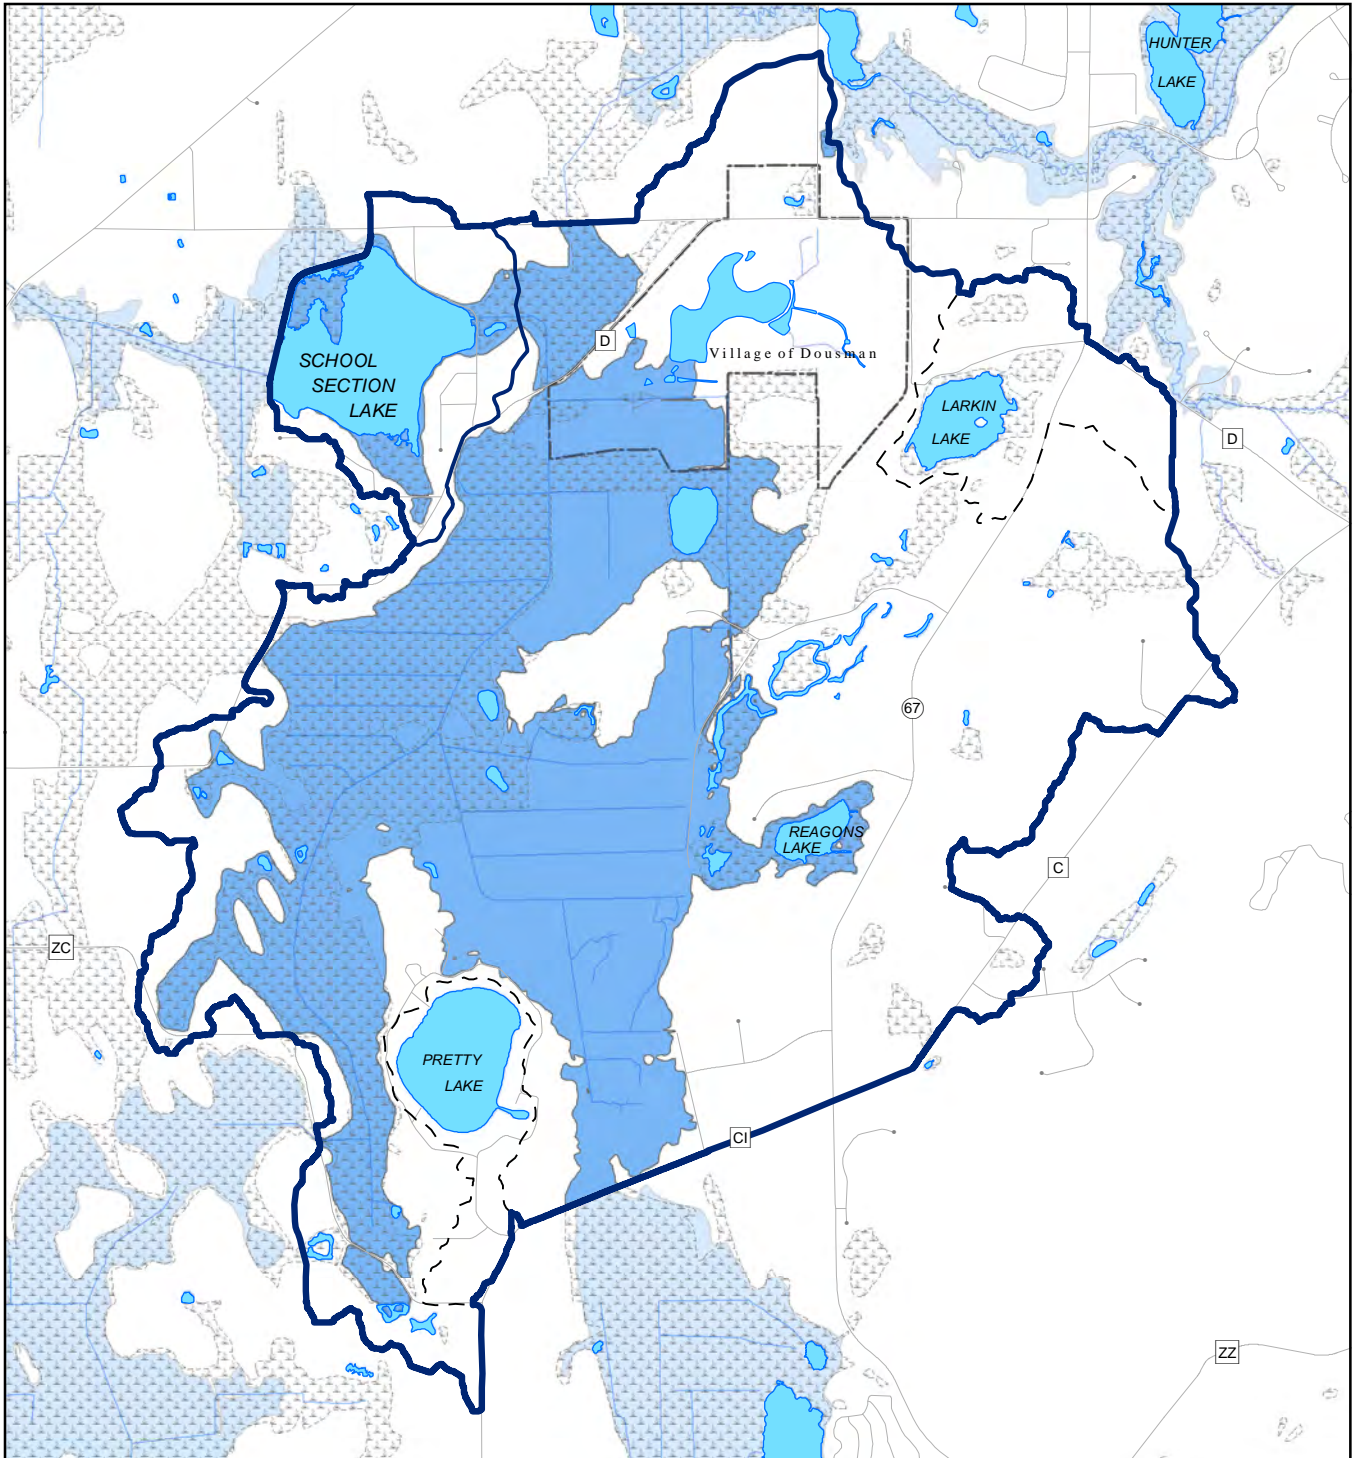 HUNTER
LAKE
D
Village of Dousman
SCHOOL
SECTION
LAKE
LARKIN
LAKE
D
67
REAGONS
LAKE
C
ZC
PRETTY
LAKE
CI
ZZ